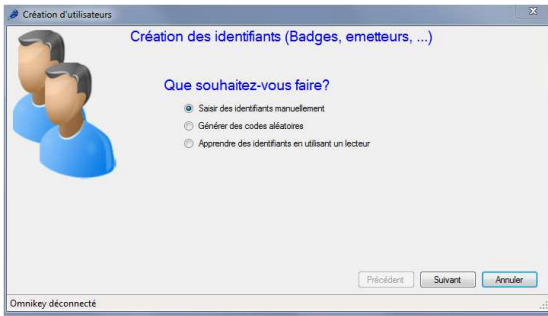 Création d'utilisateurs
Création des identifiants (Badges, emetteurs, ...)
Que souhaitez-vous faire?
Saisir des identifiants manuellement
Générer des codes aléatoires
Apprendre des identifiants en utilisant un lecteur
Précédent Suivant Annuler
Omnikey déconnecté